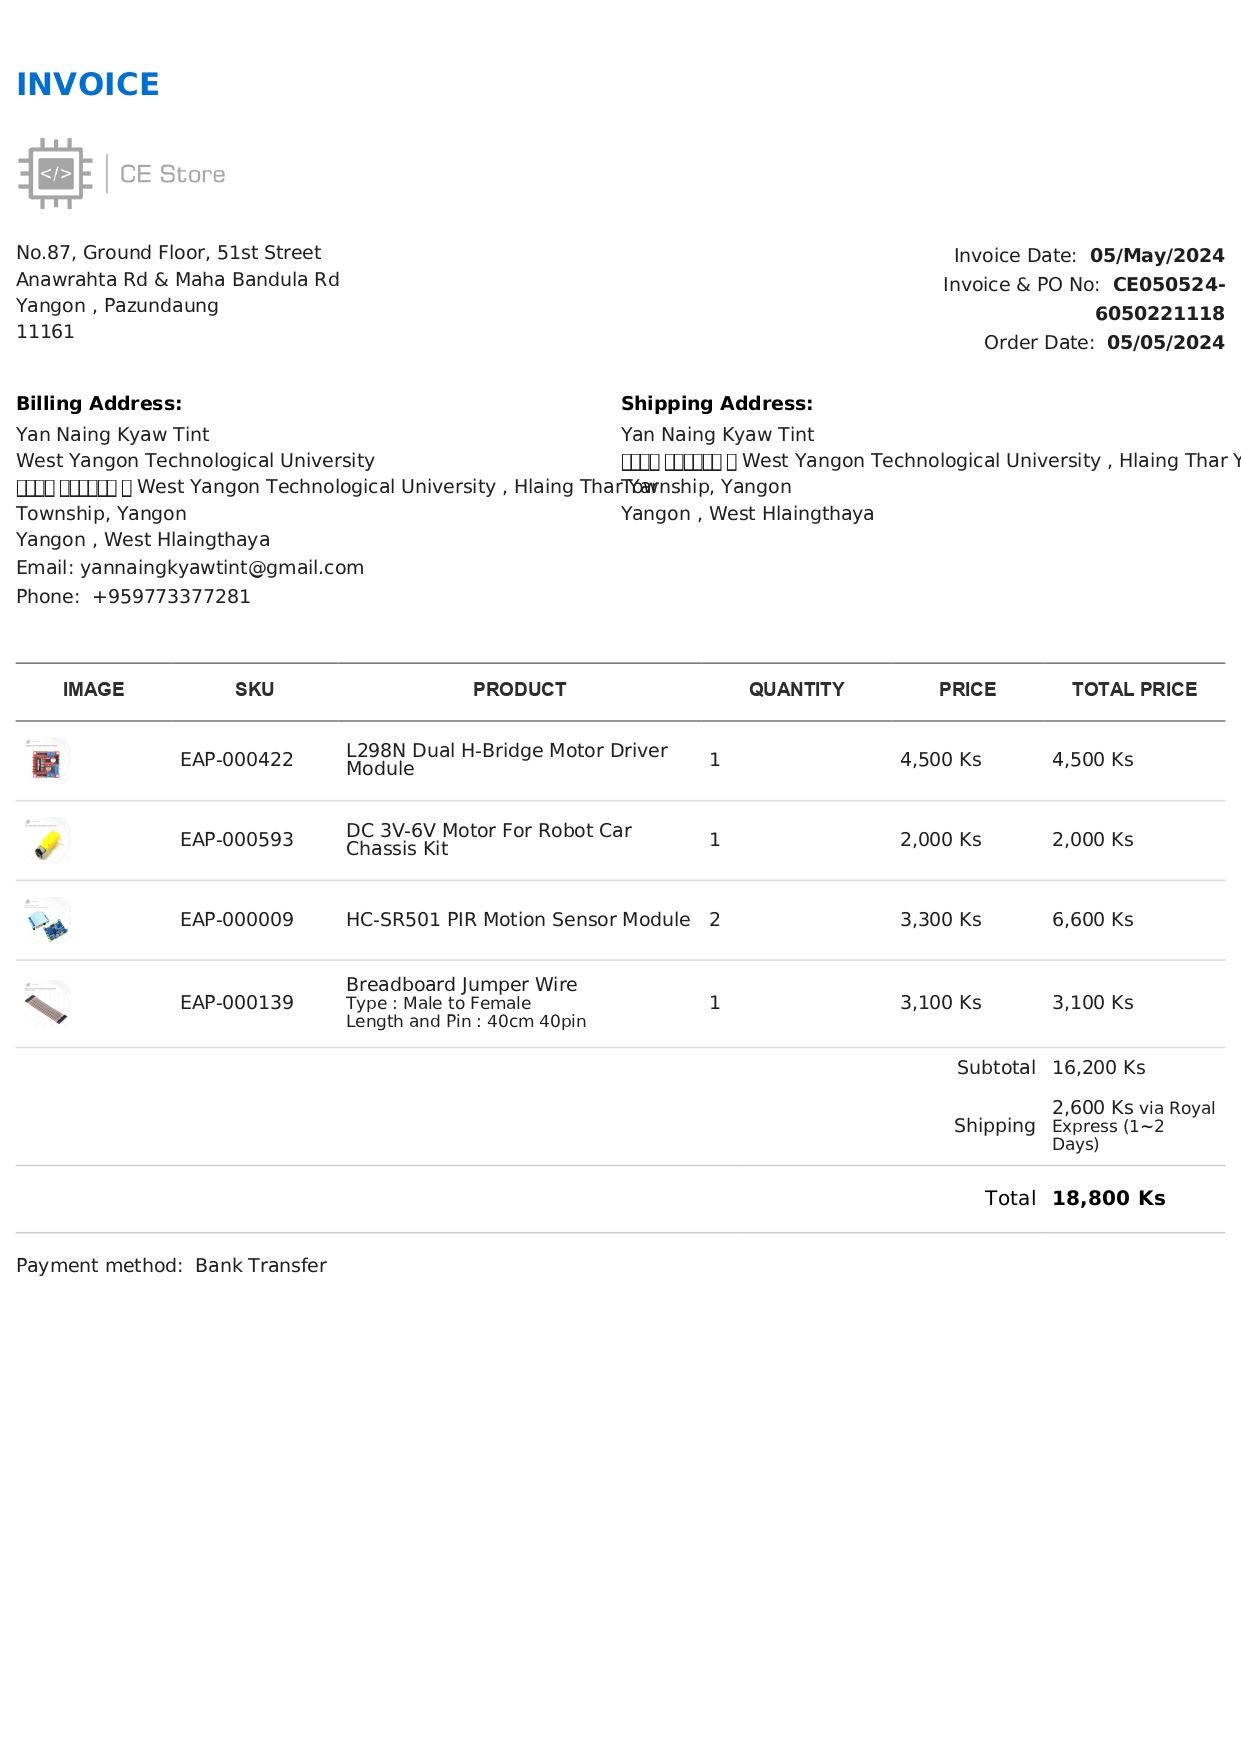 INVOICE
</> CE Store
No.87, Ground Floor, 51st Street
Anawrahta Rd & Maha Bandula Rd
Yangon , Pazundaung
11161
Invoice Date: 05/May/2024
Invoice & PO No: CE050524-
6050221118
Order Date: 05/05/2024
Billing Address:
Yan Naing Kyaw Tint
West Yangon Technological University
West Yangon Technological University , Hlaing Thar Yar
Township, Yangon
Yangon , West Hlaingthaya
Email: yannaingkyawtint@gmail.com
Phone: +959773377281
Shipping Address:
Yan Naing Kyaw Tint
West Yangon Technological University , Hlaing Thar Y
Township, Yangon
Yangon , West Hlaingthaya
IMAGE SKU PRODUCT QUANTITY PRICE TOTAL PRICE
EAP-000422 L298N Dual H-Bridge Motor Driver
Module 1 4,500 Ks 4,500 Ks
EAP-000593 DC 3V-6V Motor For Robot Car
Chassis Kit 1 2,000 Ks 2,000 Ks
EAP-000009 HC-SR501 PIR Motion Sensor Module 2 3,300 Ks 6,600 Ks
Breadboard Jumper Wire
EAP-000139 Type : Male to Female 1 3,100 Ks 3,100 Ks
Length and Pin : 40cm 40pin
Subtotal 16,200 Ks
Shipping 2,600 Ks via Royal
Express (1~2
Days)
Total 18,800 Ks
Payment method: Bank Transfer